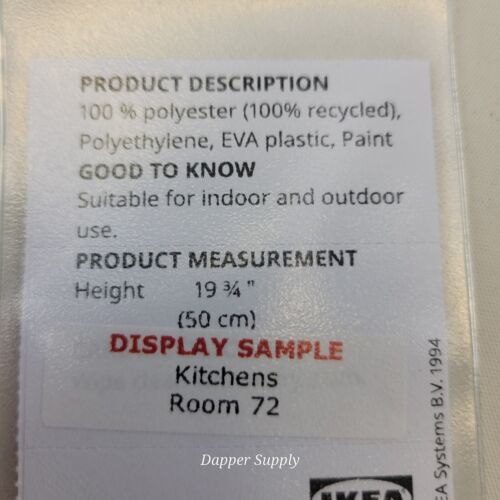 PRODUCT DESCRIPTION
100 % polyester (100% recycled),
Polyethylene, EVA plastic, Paint
GOOD TO KNOW
Suitable for indoor and outdoor
use.
PRODUCT MEASUREMENT
Height 19 ¾ "
(50 cm)
DISPLAY SAMPLE
Kitchens
Room 72
EA Systems B.V. 1994
Dapper Supply
IKEA